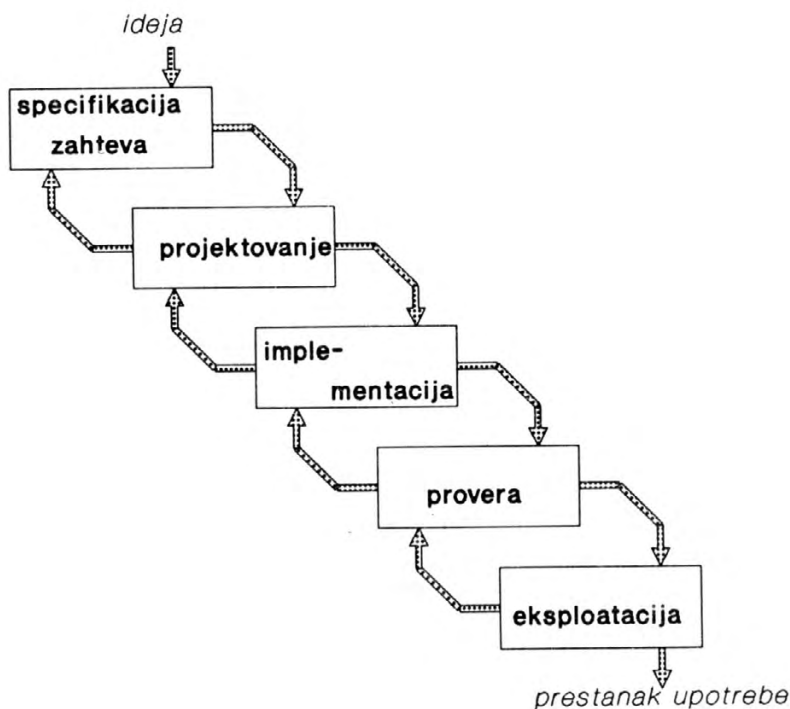 ideja
specifikacija
zahteva
projektovanje
imple-
mentacija
provera
eksploatacija
prestanak upotrebe